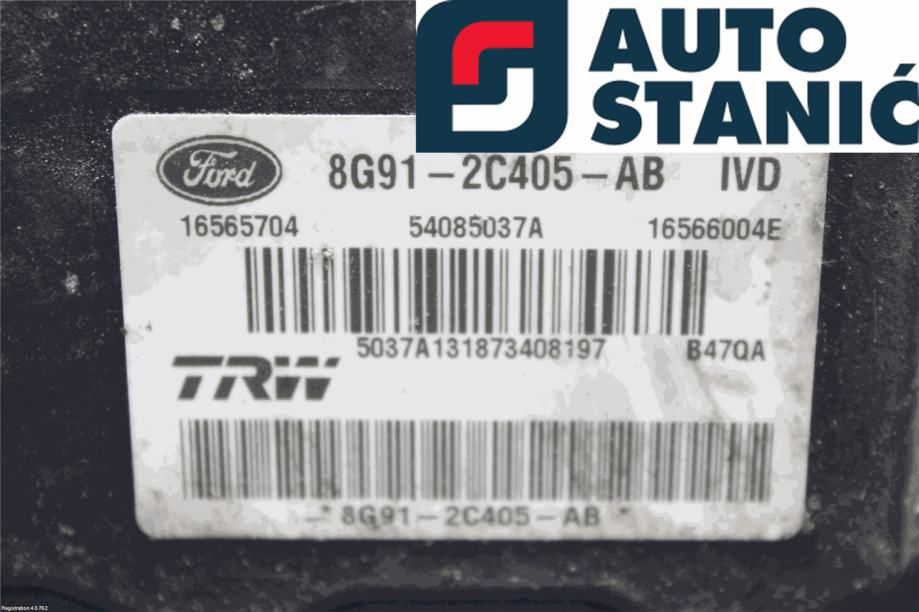 AUTO
STANIĆ
Ford 8G91-2C405-AB IVD
16565704 54085037A 16566004E
5037A131873408197 B47QA
TRW
-* 8G91-2C405-AB *
Registration 4.0.76.2